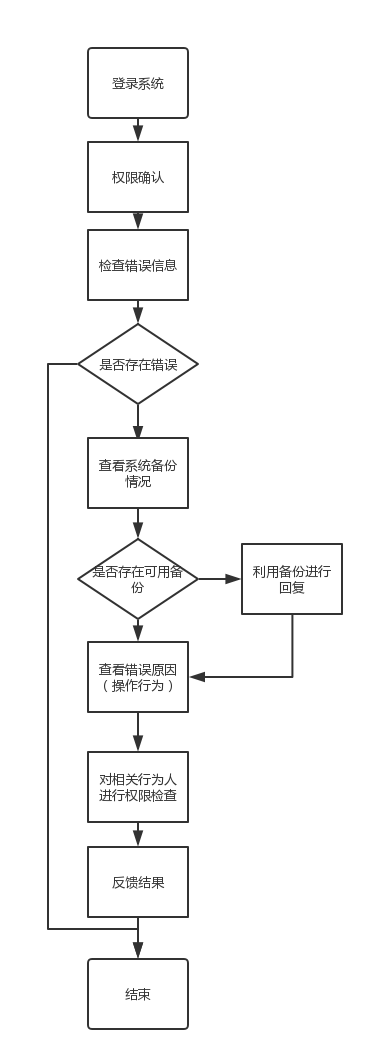 登录系统
权限确认
检查错误信息
是否存在错误
查看系统备份
情况
是否存在可用备
份
利用备份进行
回复
查看错误原因
（操作行为）
对相关行为人
进行权限检查
反馈结果
结束